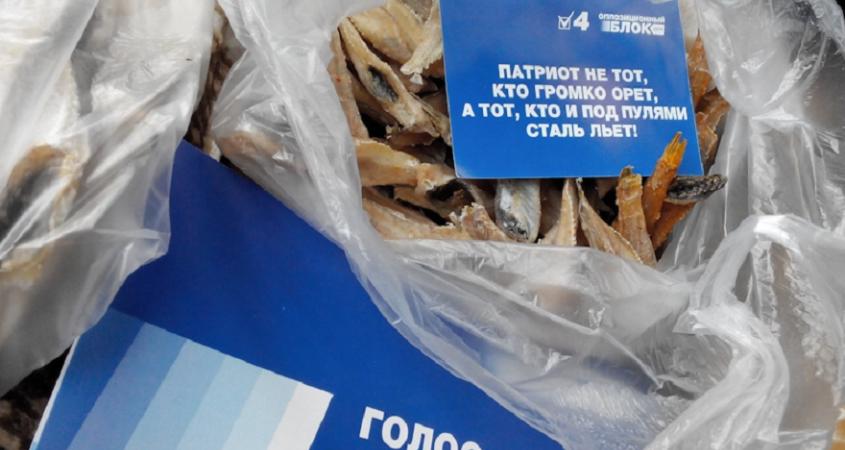 4 ОППОЗИЦИОННЫЙ
БЛОК
ПАТРИОТ НЕ ТОТ,
КТО ГРОМКО ОРЕТ,
А ТОТ, КТО И ПОД ПУЛЯМИ
СТАЛЬ ЛЬЕТ!
ГОЛОС